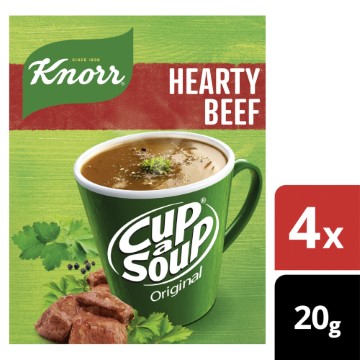 SINCE 1838
Knorr
HEARTY
BEEF
Cup
a
Soup
Original
4x
20g